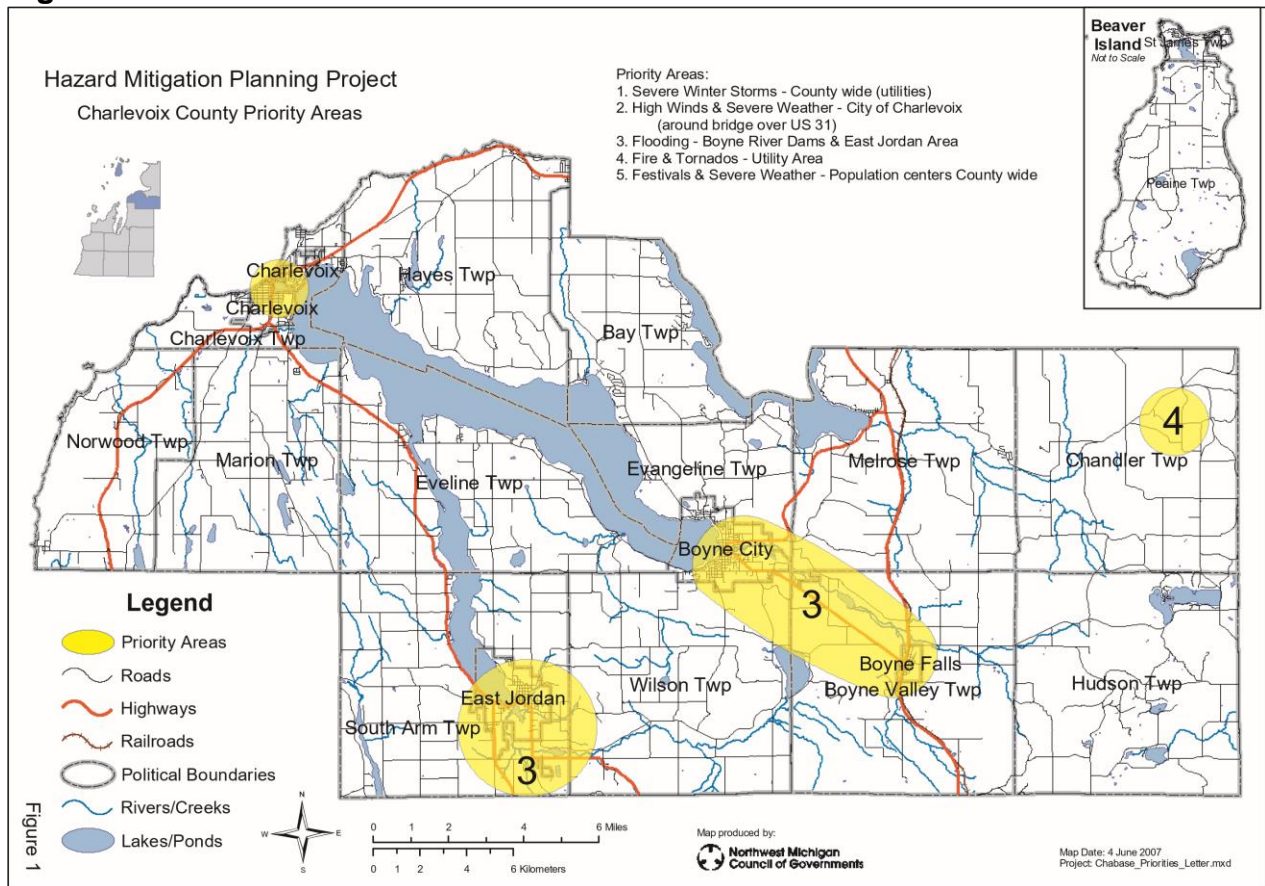 Beaver
Island
Not to Scale
St James Twp
Peaine Twp
Hazard Mitigation Planning Project
Charlevoix County Priority Areas
Priority Areas:
1. Severe Winter Storms - County wide (utilities)
2. High Winds & Severe Weather - City of Charlevoix
(around bridge over US 31)
3. Flooding - Boyne River Dams & East Jordan Area
4. Fire & Tornados - Utility Area
5. Festivals & Severe Weather - Population centers County wide
Charlevoix
Charlevoix
Charlevoix Twp
Hayes Twp
Bay Twp
Norwood Twp
Marion Twp
Eveline Twp
Evangeline Twp
Melrose Twp
Chandler Twp
4
Boyne City
3
Boyne Falls
Boyne Valley Twp
Wilson Twp
Hudson Twp
East Jordan
South Arm Twp
3
Legend
Priority Areas
Roads
Highways
Railroads
Political Boundaries
Rivers/Creeks
Lakes/Ponds
Figure 1
N
W
E
S
0 1 2 4 6 Miles
0 1 2 4 6 Kilometers
Map produced by:
Northwest Michigan
Council of Governments
Map Date: 4 June 2007
Project: Chabase_Priorities_Letter.mxd